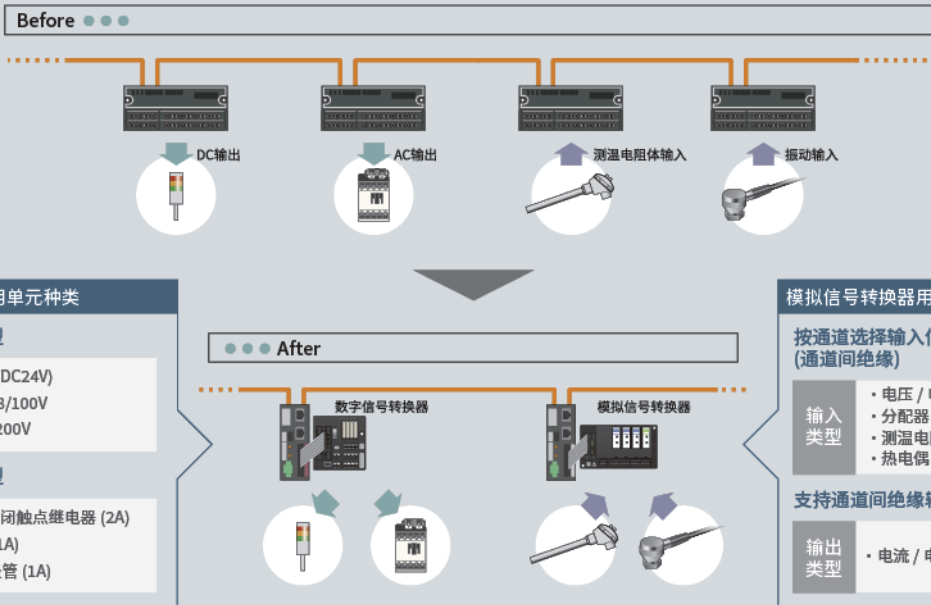 Before
DC输出
AC输出
测温电阻体输入
振动输入
单元种类
型
DC24V)
/100V
200V
型
闭触点继电器 (2A)
1A)
管 (1A)
After
数字信号转换器
模拟信号转换器
模拟信号转换器用
按通道选择输入
(通道间绝缘)
输入
类型
・电压 /
・分配器
・测温电
・热电偶
支持通道间绝缘
输出
类型
・电流 /